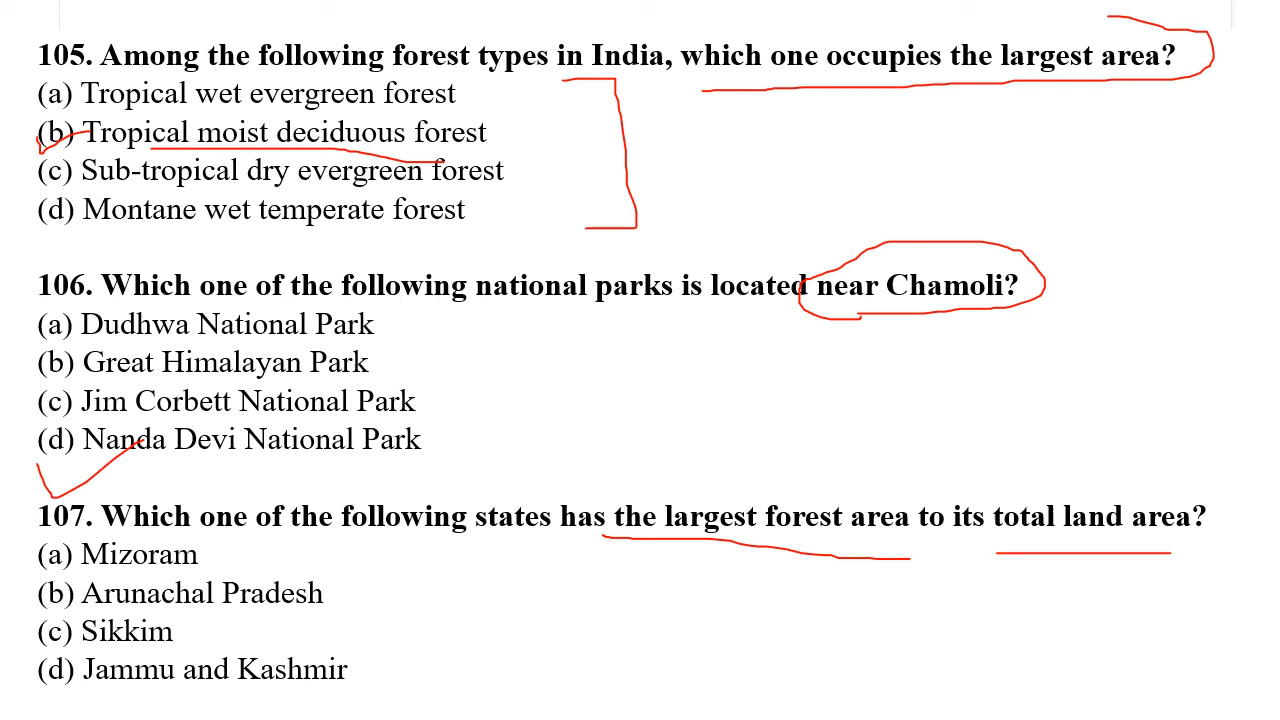 105. Among the following forest types in India, which one occupies the largest area?
(a) Tropical wet evergreen forest
(b) Tropical moist deciduous forest
(c) Sub-tropical dry evergreen forest
(d) Montane wet temperate forest
106. Which one of the following national parks is located near Chamoli?
(a) Dudhwa National Park
(b) Great Himalayan Park
(c) Jim Corbett National Park
(d) Nanda Devi National Park
107. Which one of the following states has the largest forest area to its total land area?
(a) Mizoram
(b) Arunachal Pradesh
(c) Sikkim
(d) Jammu and Kashmir